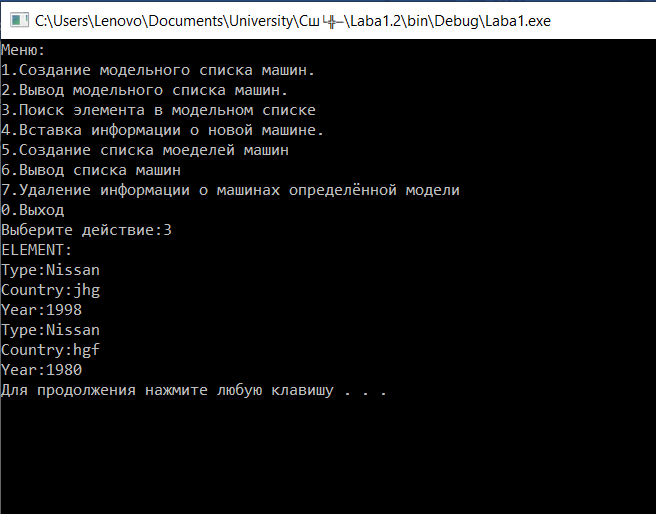 C:\Users\Lenovo\Documents\University\Сш└╬─\Laba1.2\bin\Debug\Laba1.exe
Меню:
1.Создание модельного списка машин.
2.Вывод модельного списка машин.
3.Поиск элемента в модельном списке
4.Вставка информации о новой машине.
5.Создание списка моеделей машин
6.Вывод списка машин
7.Удаление информации о машинах определённой модели
0.Выход
Выберите действие:3
ELEMENT:
Type:Nissan
Country:jhg
Year:1998
Type:Nissan
Country:hgf
Year:1980
Для продолжения нажмите любую клавишу . . .